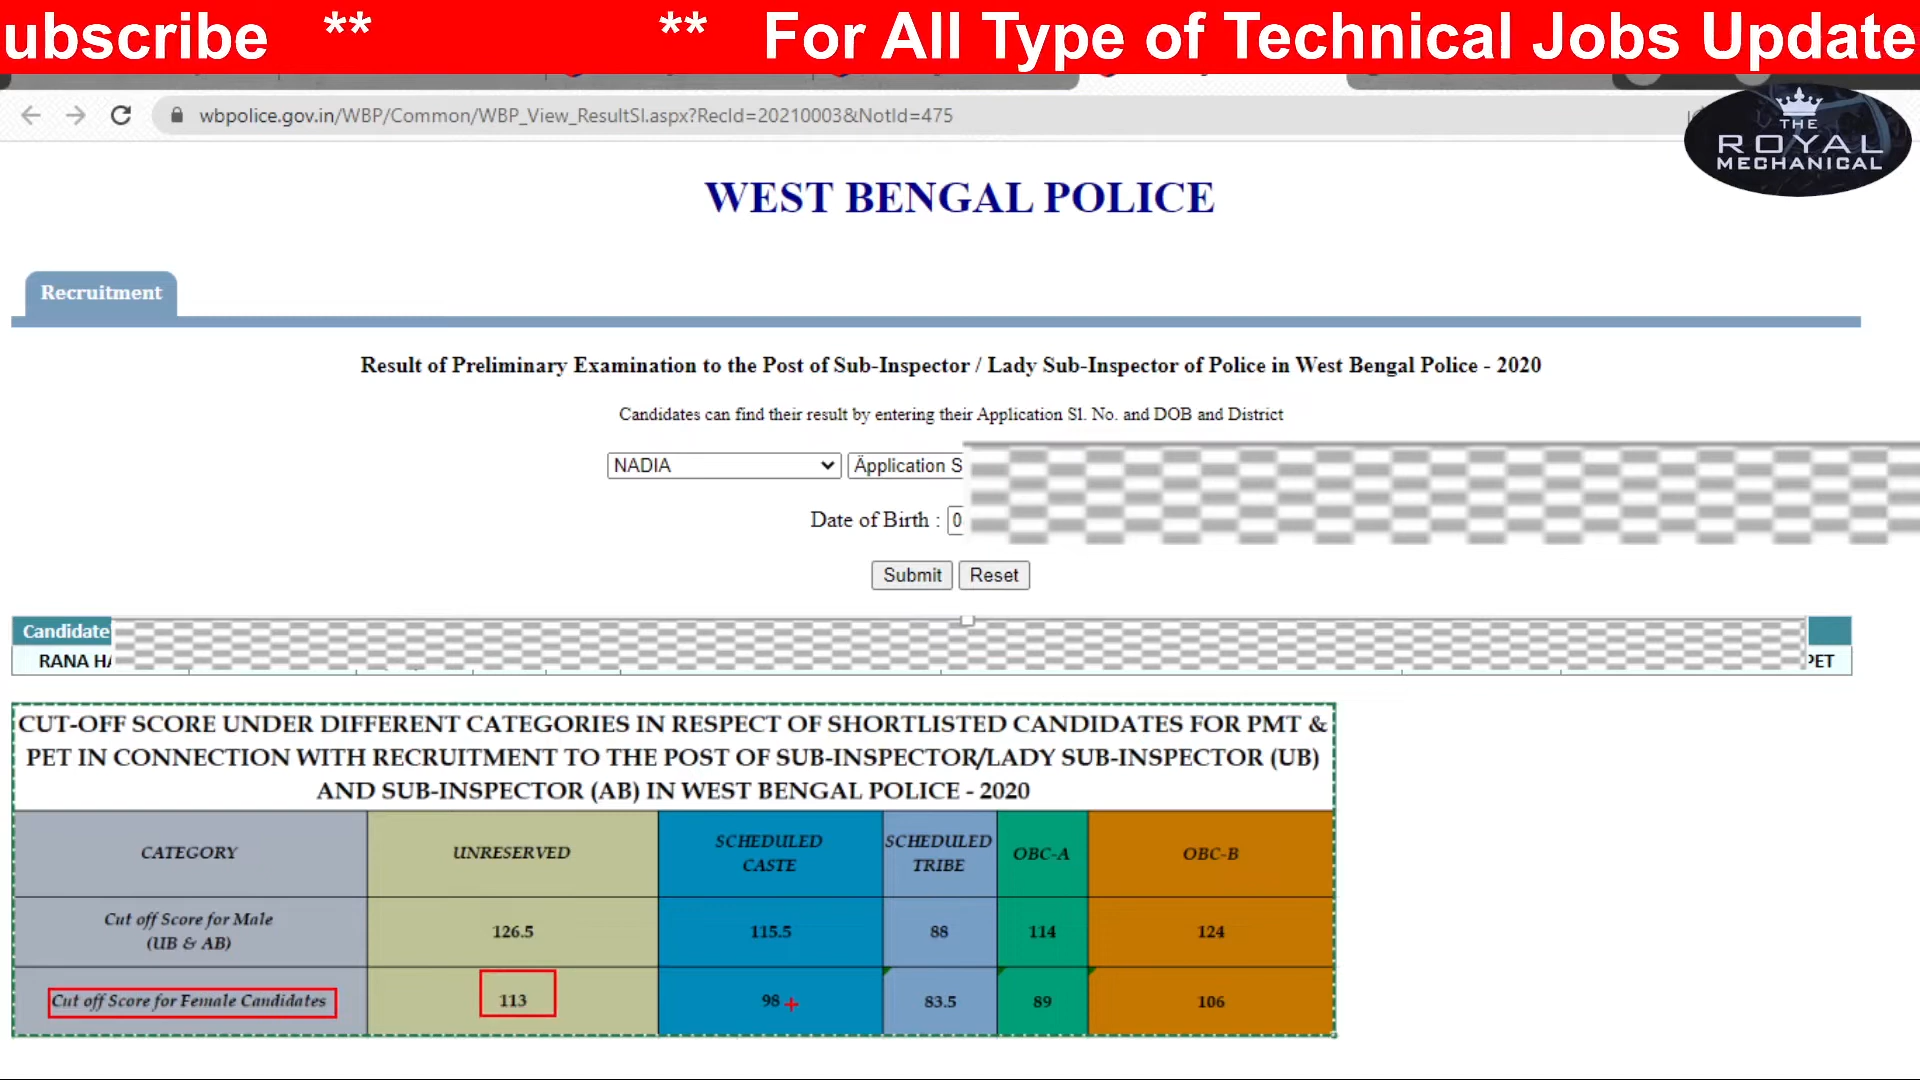 ubscribe ** ** For All Type of Technical Jobs Update
wbpolice.gov.in/WBP/Common/WBP_View_ResultSI.aspx?RecId=20210003&NotId=475
THE
ROYAL
MECHANICAL
WEST BENGAL POLICE
Recruitment
Result of Preliminary Examination to the Post of Sub-Inspector / Lady Sub-Inspector of Police in West Bengal Police - 2020
Candidates can find their result by entering their Application Sl. No. and DOB and District
NADIA Application S
Date of Birth : 0
Submit Reset
Candidate
RANA HA PET
CUT-OFF SCORE UNDER DIFFERENT CATEGORIES IN RESPECT OF SHORTLISTED CANDIDATES FOR PMT &
PET IN CONNECTION WITH RECRUITMENT TO THE POST OF SUB-INSPECTOR/LADY SUB-INSPECTOR (UB)
AND SUB-INSPECTOR (AB) IN WEST BENGAL POLICE - 2020
CATEGORY UNRESERVED SCHEDULED CASTE SCHEDULED TRIBE OBC-A OBC-B
Cut off Score for Male
(UB & AB) 126.5 115.5 88 114 124
Cut off Score for Female Candidates 113 98 83.5 89 106